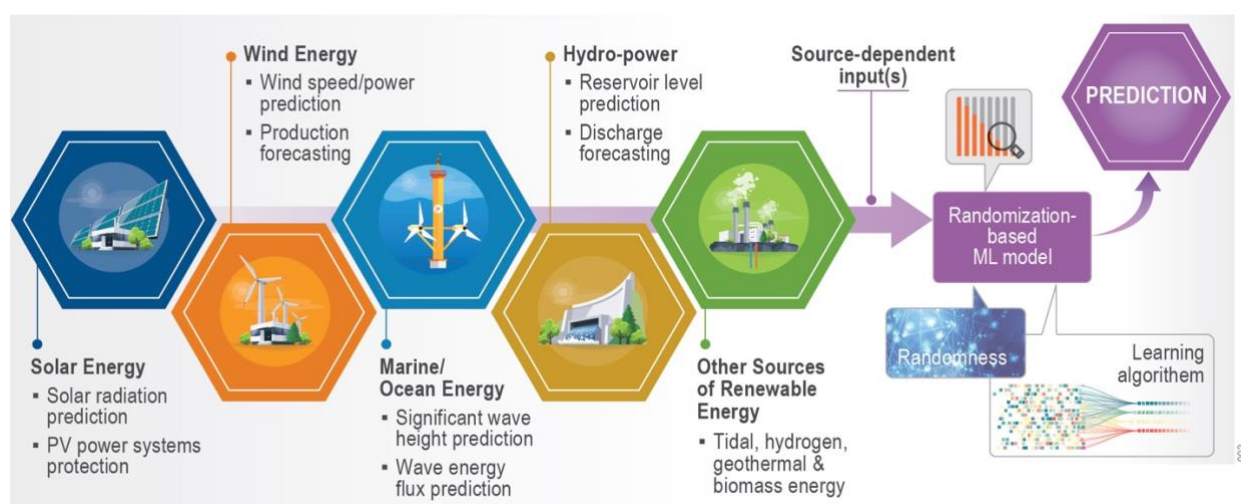 Wind Energy
▪ Wind speed/power
prediction
▪ Production
forecasting
Hydro-power
▪ Reservoir level
prediction
▪ Discharge
forecasting
Source-dependent
input(s)
PREDICTION
Randomization-
based
ML model
Randomness
Learning
algorithem
Solar Energy
▪ Solar radiation
prediction
▪ PV power systems
protection
Marine/
Ocean Energy
▪ Significant wave
height prediction
▪ Wave energy
flux prediction
Other Sources
of Renewable
Energy
▪ Tidal, hydrogen,
geothermal &
biomass energy